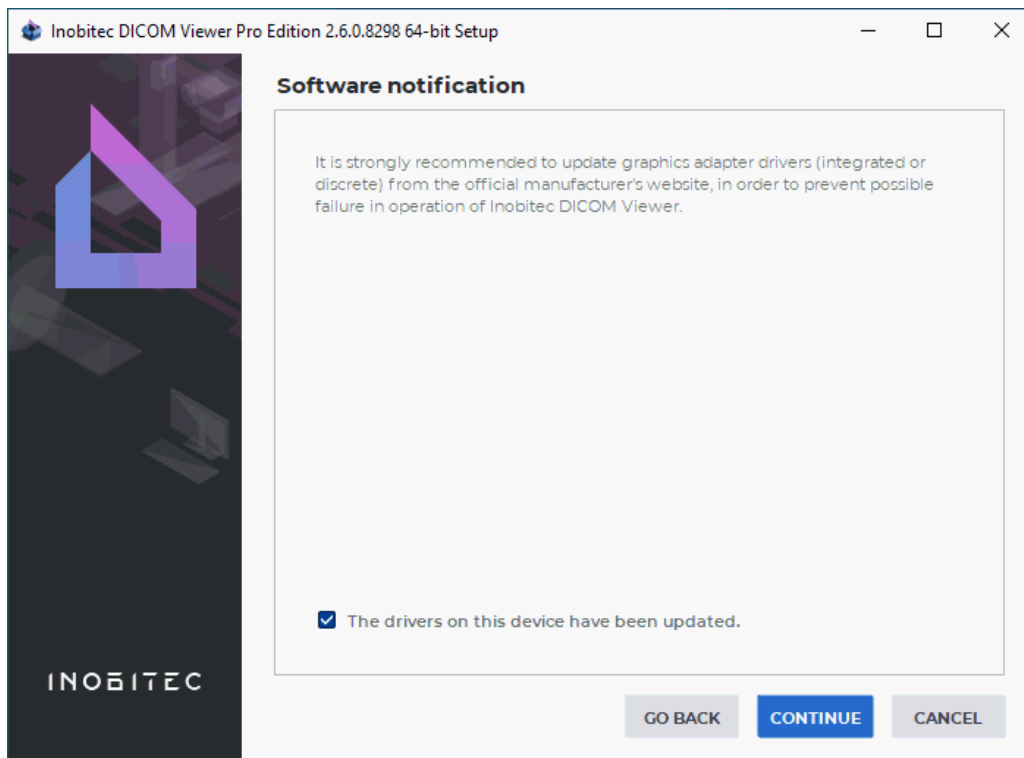 Inobitec DICOM Viewer Pro Edition 2.6.0.8298 64-bit Setup
Software notification
It is strongly recommended to update graphics adapter drivers (integrated or
discrete) from the official manufacturer's website, in order to prevent possible
failure in operation of Inobitec DICOM Viewer.
The drivers on this device have been updated.
INOBITEC
GO BACK
CONTINUE
CANCEL